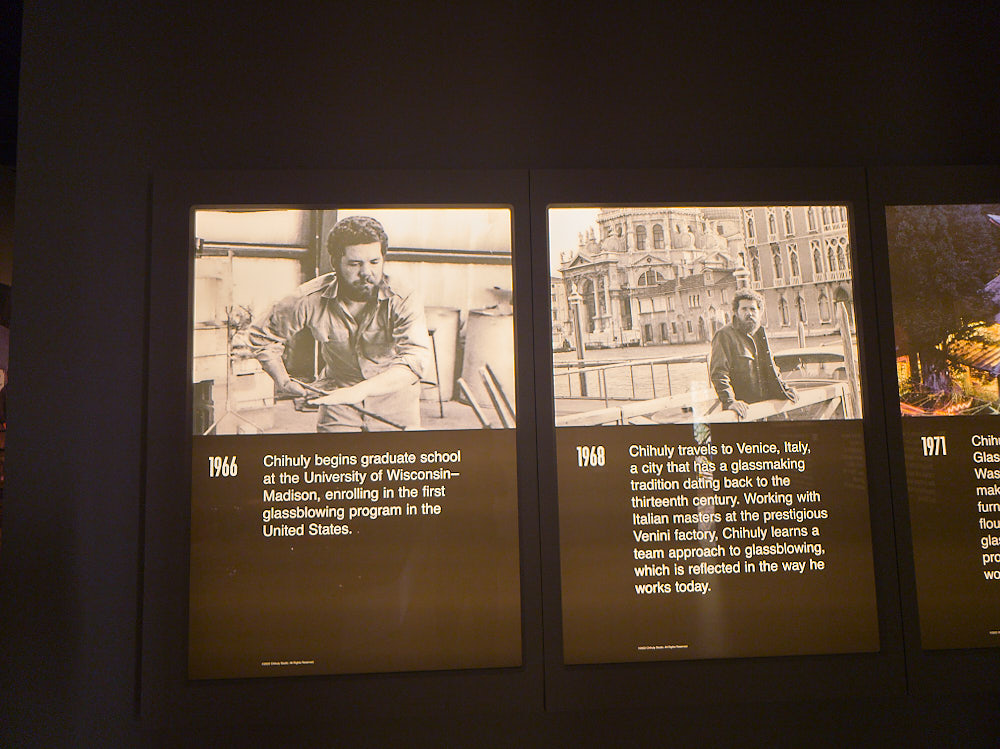 1966
Chihuly begins graduate school
at the University of Wisconsin–
Madison, enrolling in the first
glassblowing program in the
United States.
1968
Chihuly travels to Venice, Italy,
a city that has a glassmaking
tradition dating back to the
thirteenth century. Working with
Italian masters at the prestigious
Venini factory, Chihuly learns a
team approach to glassblowing,
which is reflected in the way he
works today.
1971